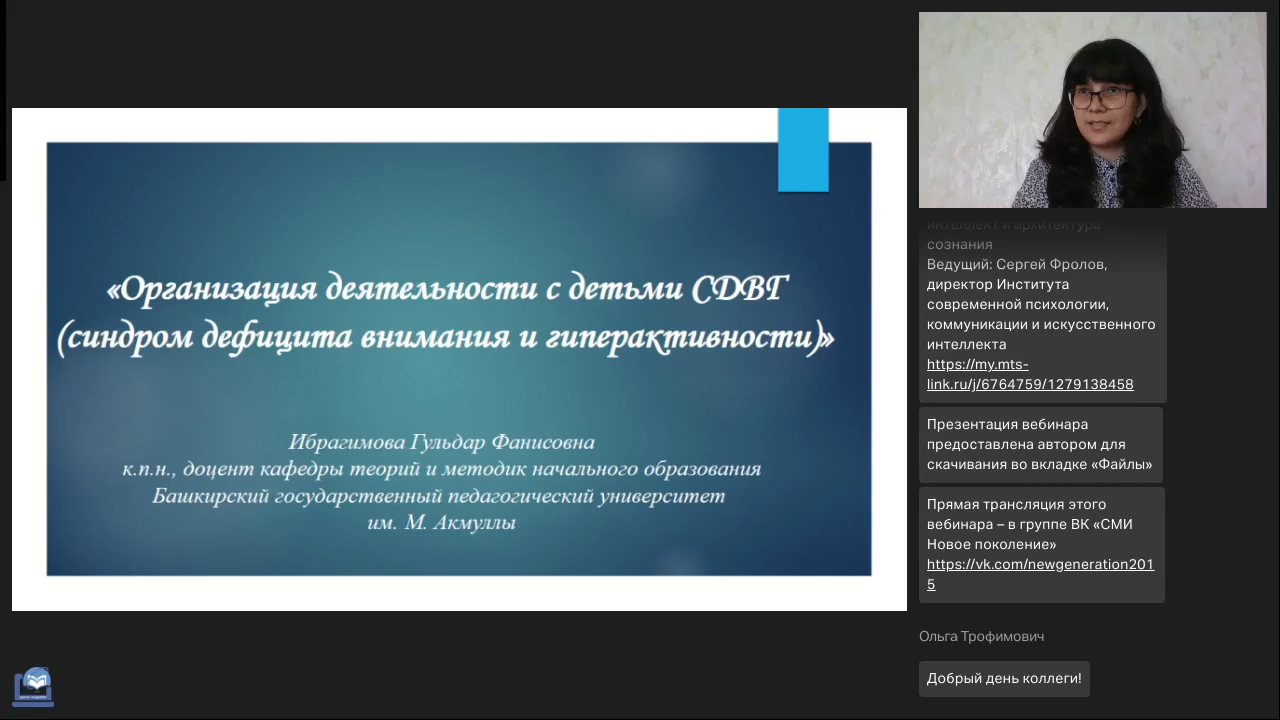 «Организация деятельности с детьми СДВГ
(синдром дефицита внимания и гиперактивности)»
Ибрагимова Гульдар Фанисовна
к.п.н., доцент кафедры теорий и методик начального образования
Башкирский государственный педагогический университет
им. М. Акмуллы
интеллект и архитектура
сознания
Ведущий: Сергей Фролов,
директор Института
современной психологии,
коммуникации и искусственного
интеллекта
https://my.mts-
link.ru/j/6764759/1279138458
Презентация вебинара
предоставлена автором для
скачивания во вкладке «Файлы»
Прямая трансляция этого
вебинара – в группе ВК «СМИ
Новое поколение»
https://vk.com/newgeneration201
5
Ольга Трофимович
Добрый день коллеги!